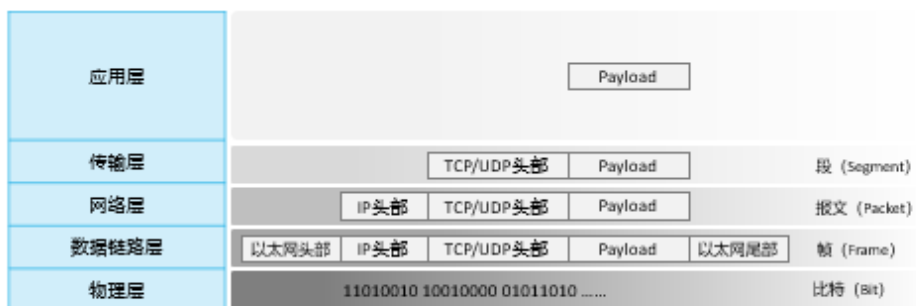 应用层
Payload
传输层
TCP/UDP头部 Payload 段 (Segment)
网络层
IP头部 TCP/UDP头部 Payload 报文 (Packet)
数据链路层
以太网头部 IP头部 TCP/UDP头部 Payload 以太网尾部 帧 (Frame)
物理层
11010010 10010000 01011010 ...... 比特 (Bit)